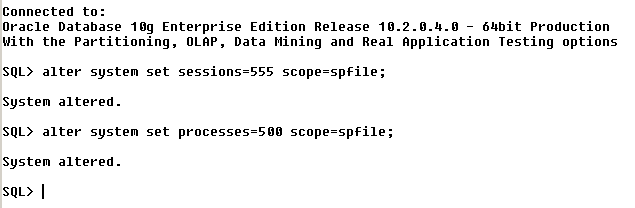 Connected to:
Oracle Database 10g Enterprise Edition Release 10.2.0.4.0 - 64bit Production
With the Partitioning, OLAP, Data Mining and Real Application Testing options
SQL> alter system set sessions=555 scope=spfile;
System altered.
SQL> alter system set processes=500 scope=spfile;
System altered.
SQL>